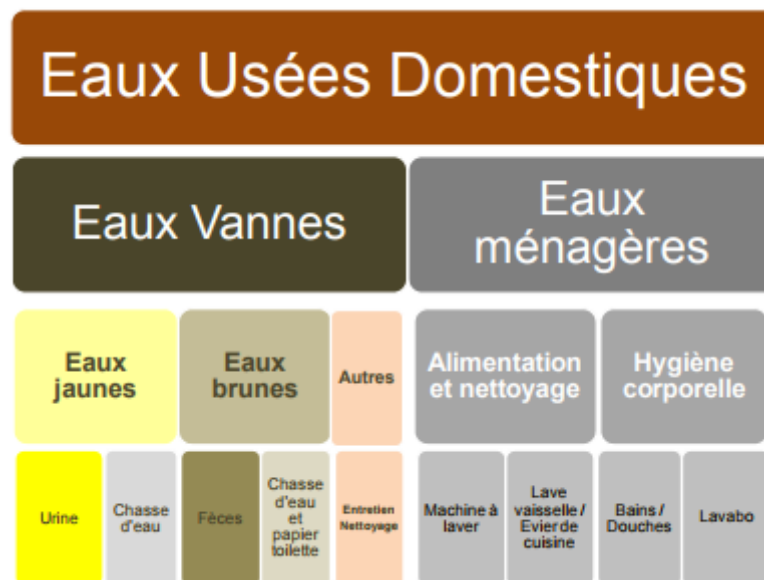 Eaux Usées Domestiques
Eaux Vannes
Eaux
ménagères
Eaux
jaunes
Eaux
brunes
Autres
Alimentation
et nettoyage
Hygiène
corporelle
Urine
Chasse
d'eau
Fèces
Chasse
d'eau
et
papier
toilette
Entretien
Nettoyage
Machine à
laver
Lave
vaisselle /
Evier de
cuisine
Bains /
Douches
Lavabo